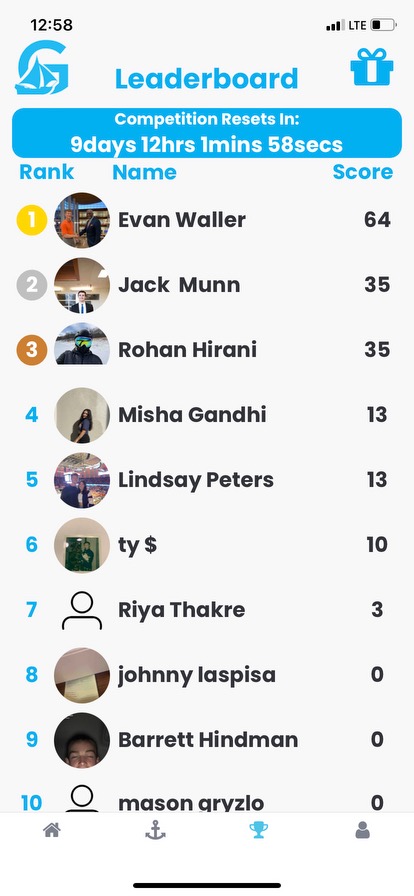 12:58 LTE
Leaderboard
Competition Resets In:
9days 12hrs 1mins 58secs
Rank Name Score
1 Evan Waller 64
2 Jack Munn 35
3 Rohan Hirani 35
4 Misha Gandhi 13
5 Lindsay Peters 13
6 ty $ 10
7 Riya Thakre 3
8 johnny laspisa 0
9 Barrett Hindman 0
10 mason gryzlo 0